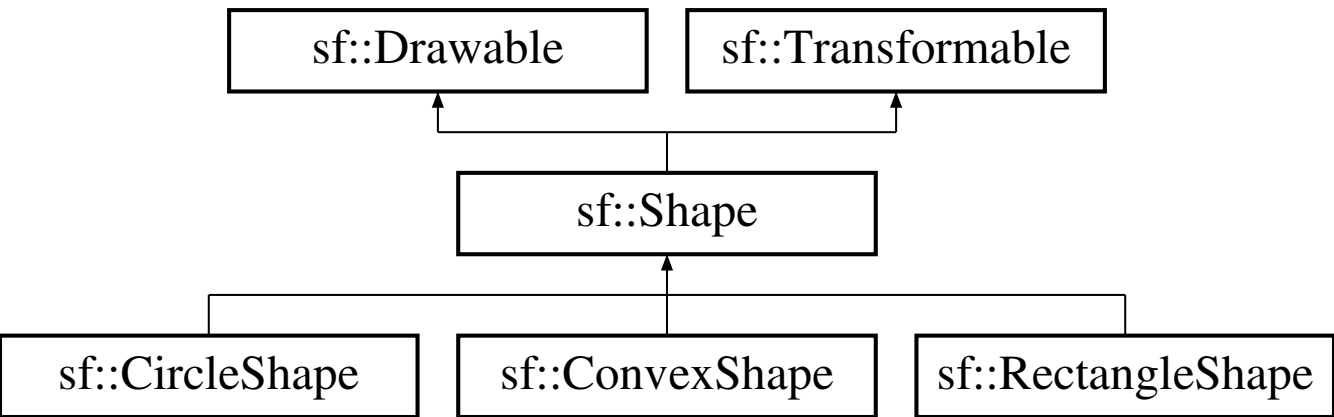 sf::Drawable
sf::Transformable
sf::Shape
sf::CircleShape
sf::ConvexShape
sf::RectangleShape